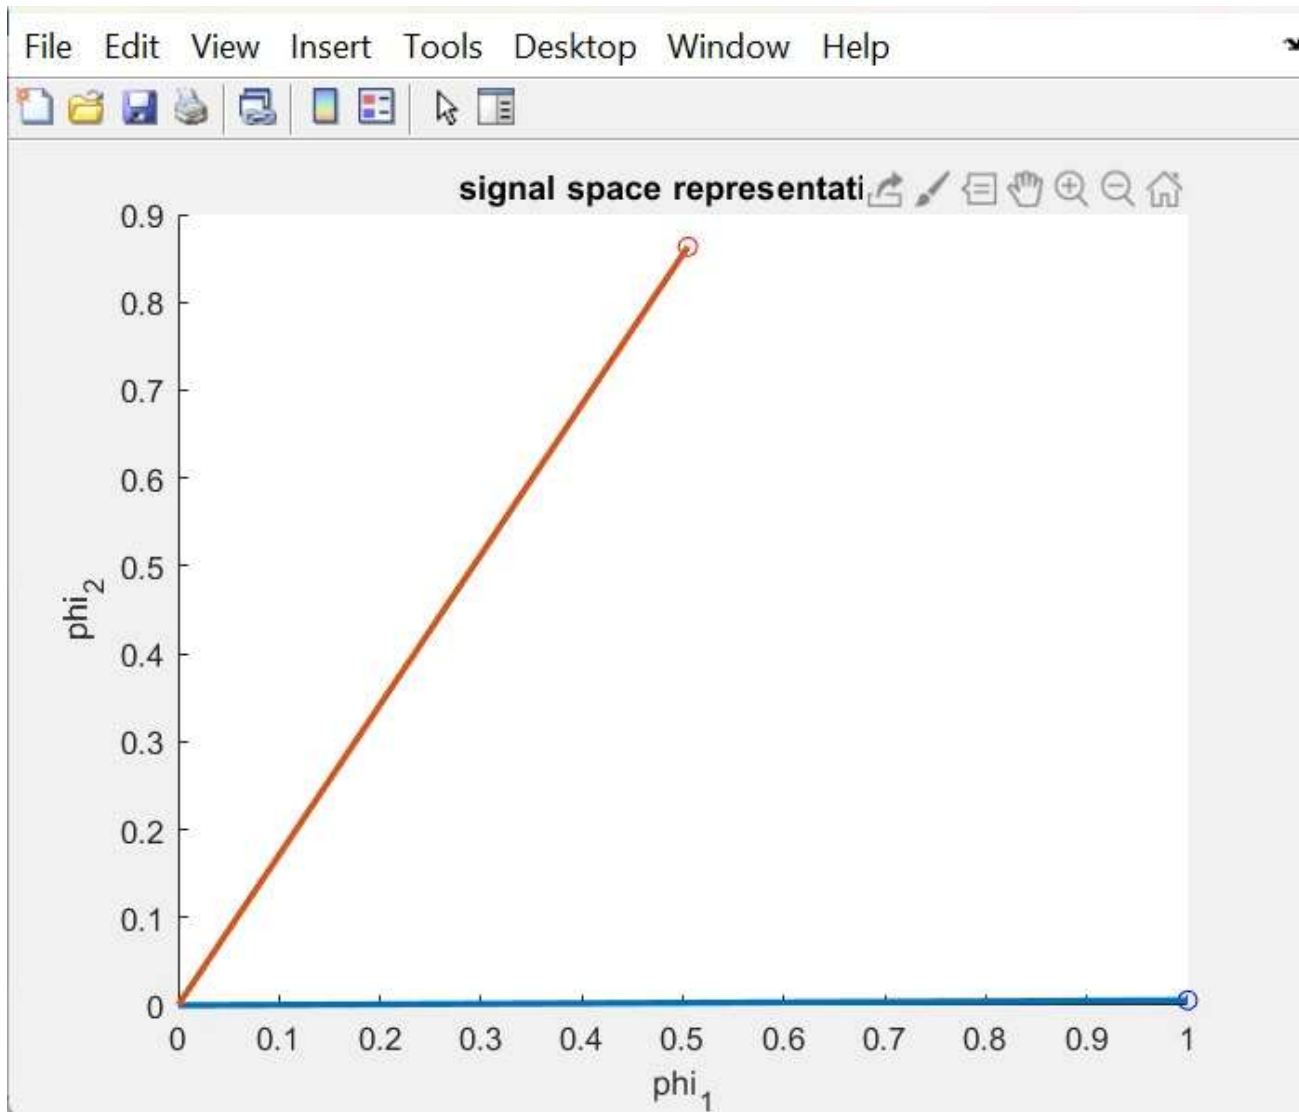 File Edit View Insert Tools Desktop Window Help
signal space representati
0.9
0.8
0.7
0.6
0.5
0.4
0.3
0.2
0.1
0
phi2
0 0.1 0.2 0.3 0.4 0.5 0.6 0.7 0.8 0.9 1
phi1